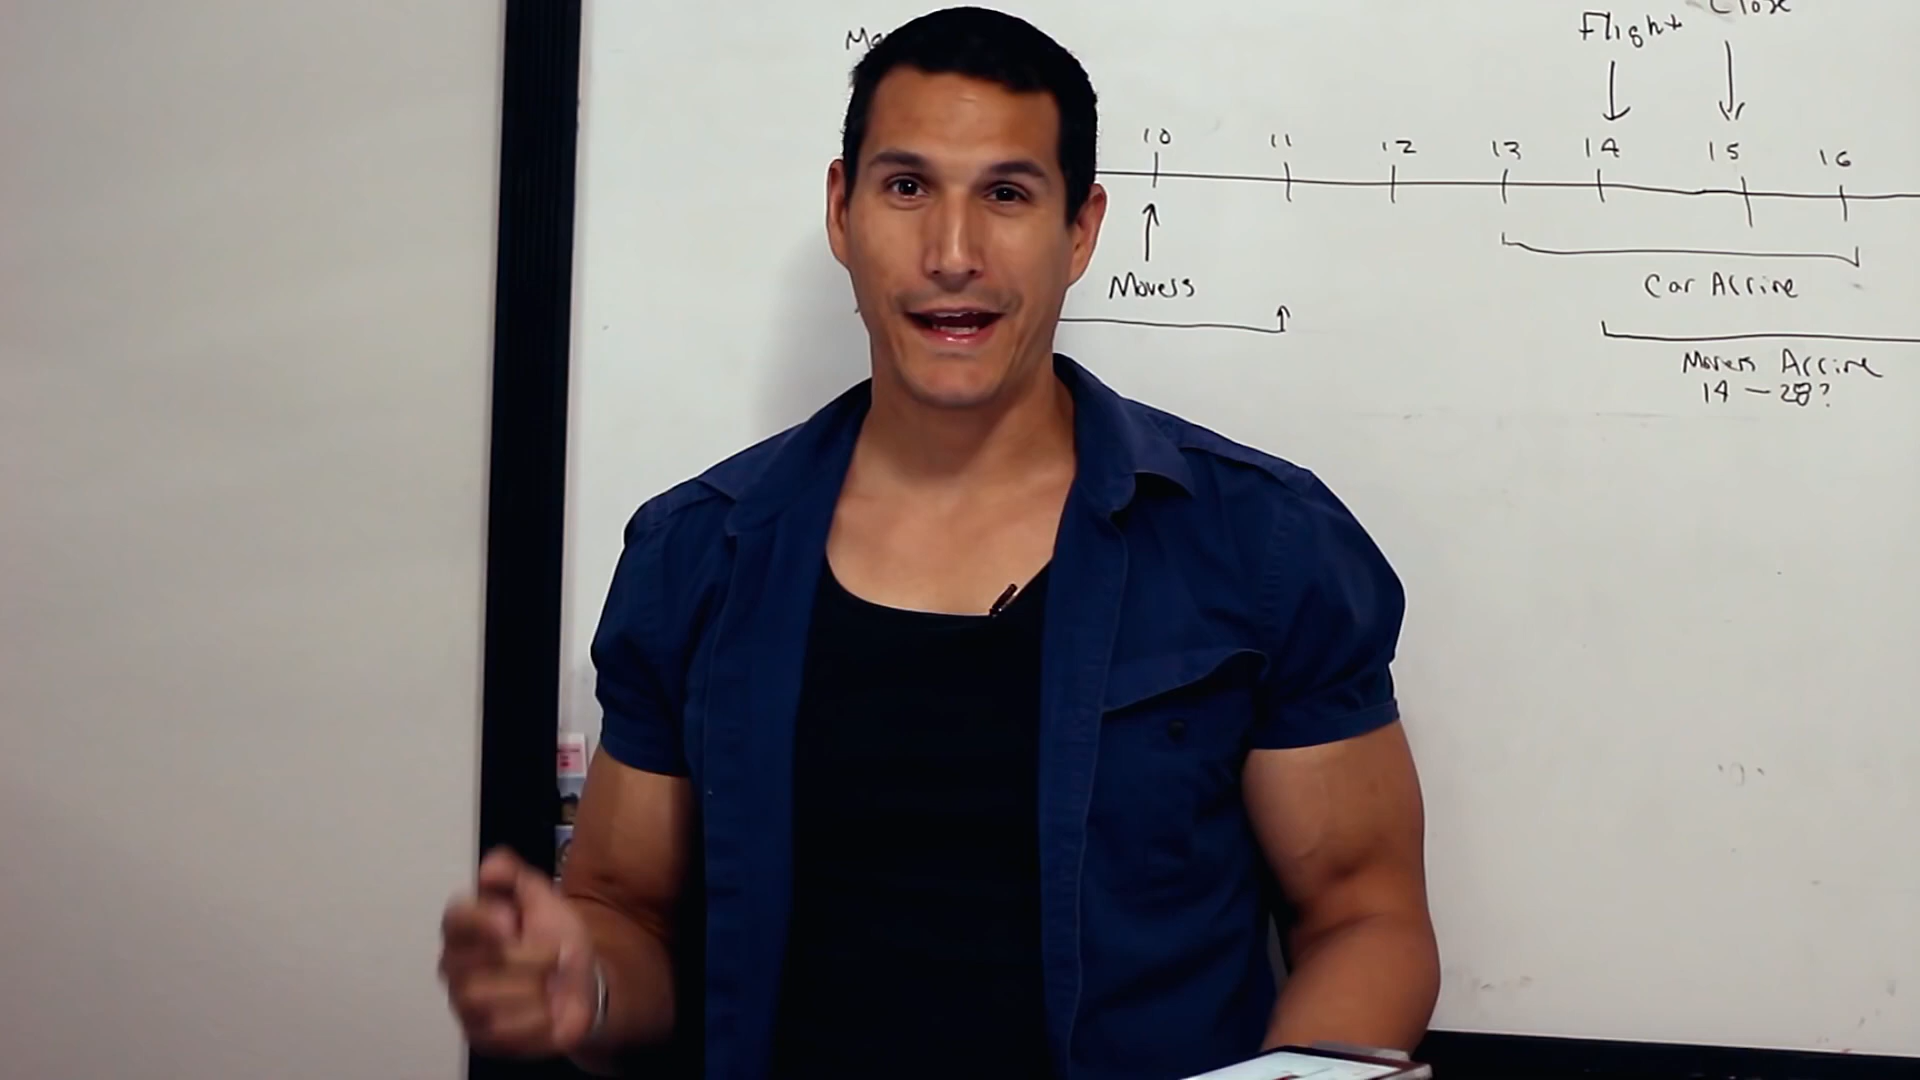 Flight Close
10 11 12 13 14 15 16
Movers
Car Arrive
Movers Arrive
14 – 28?